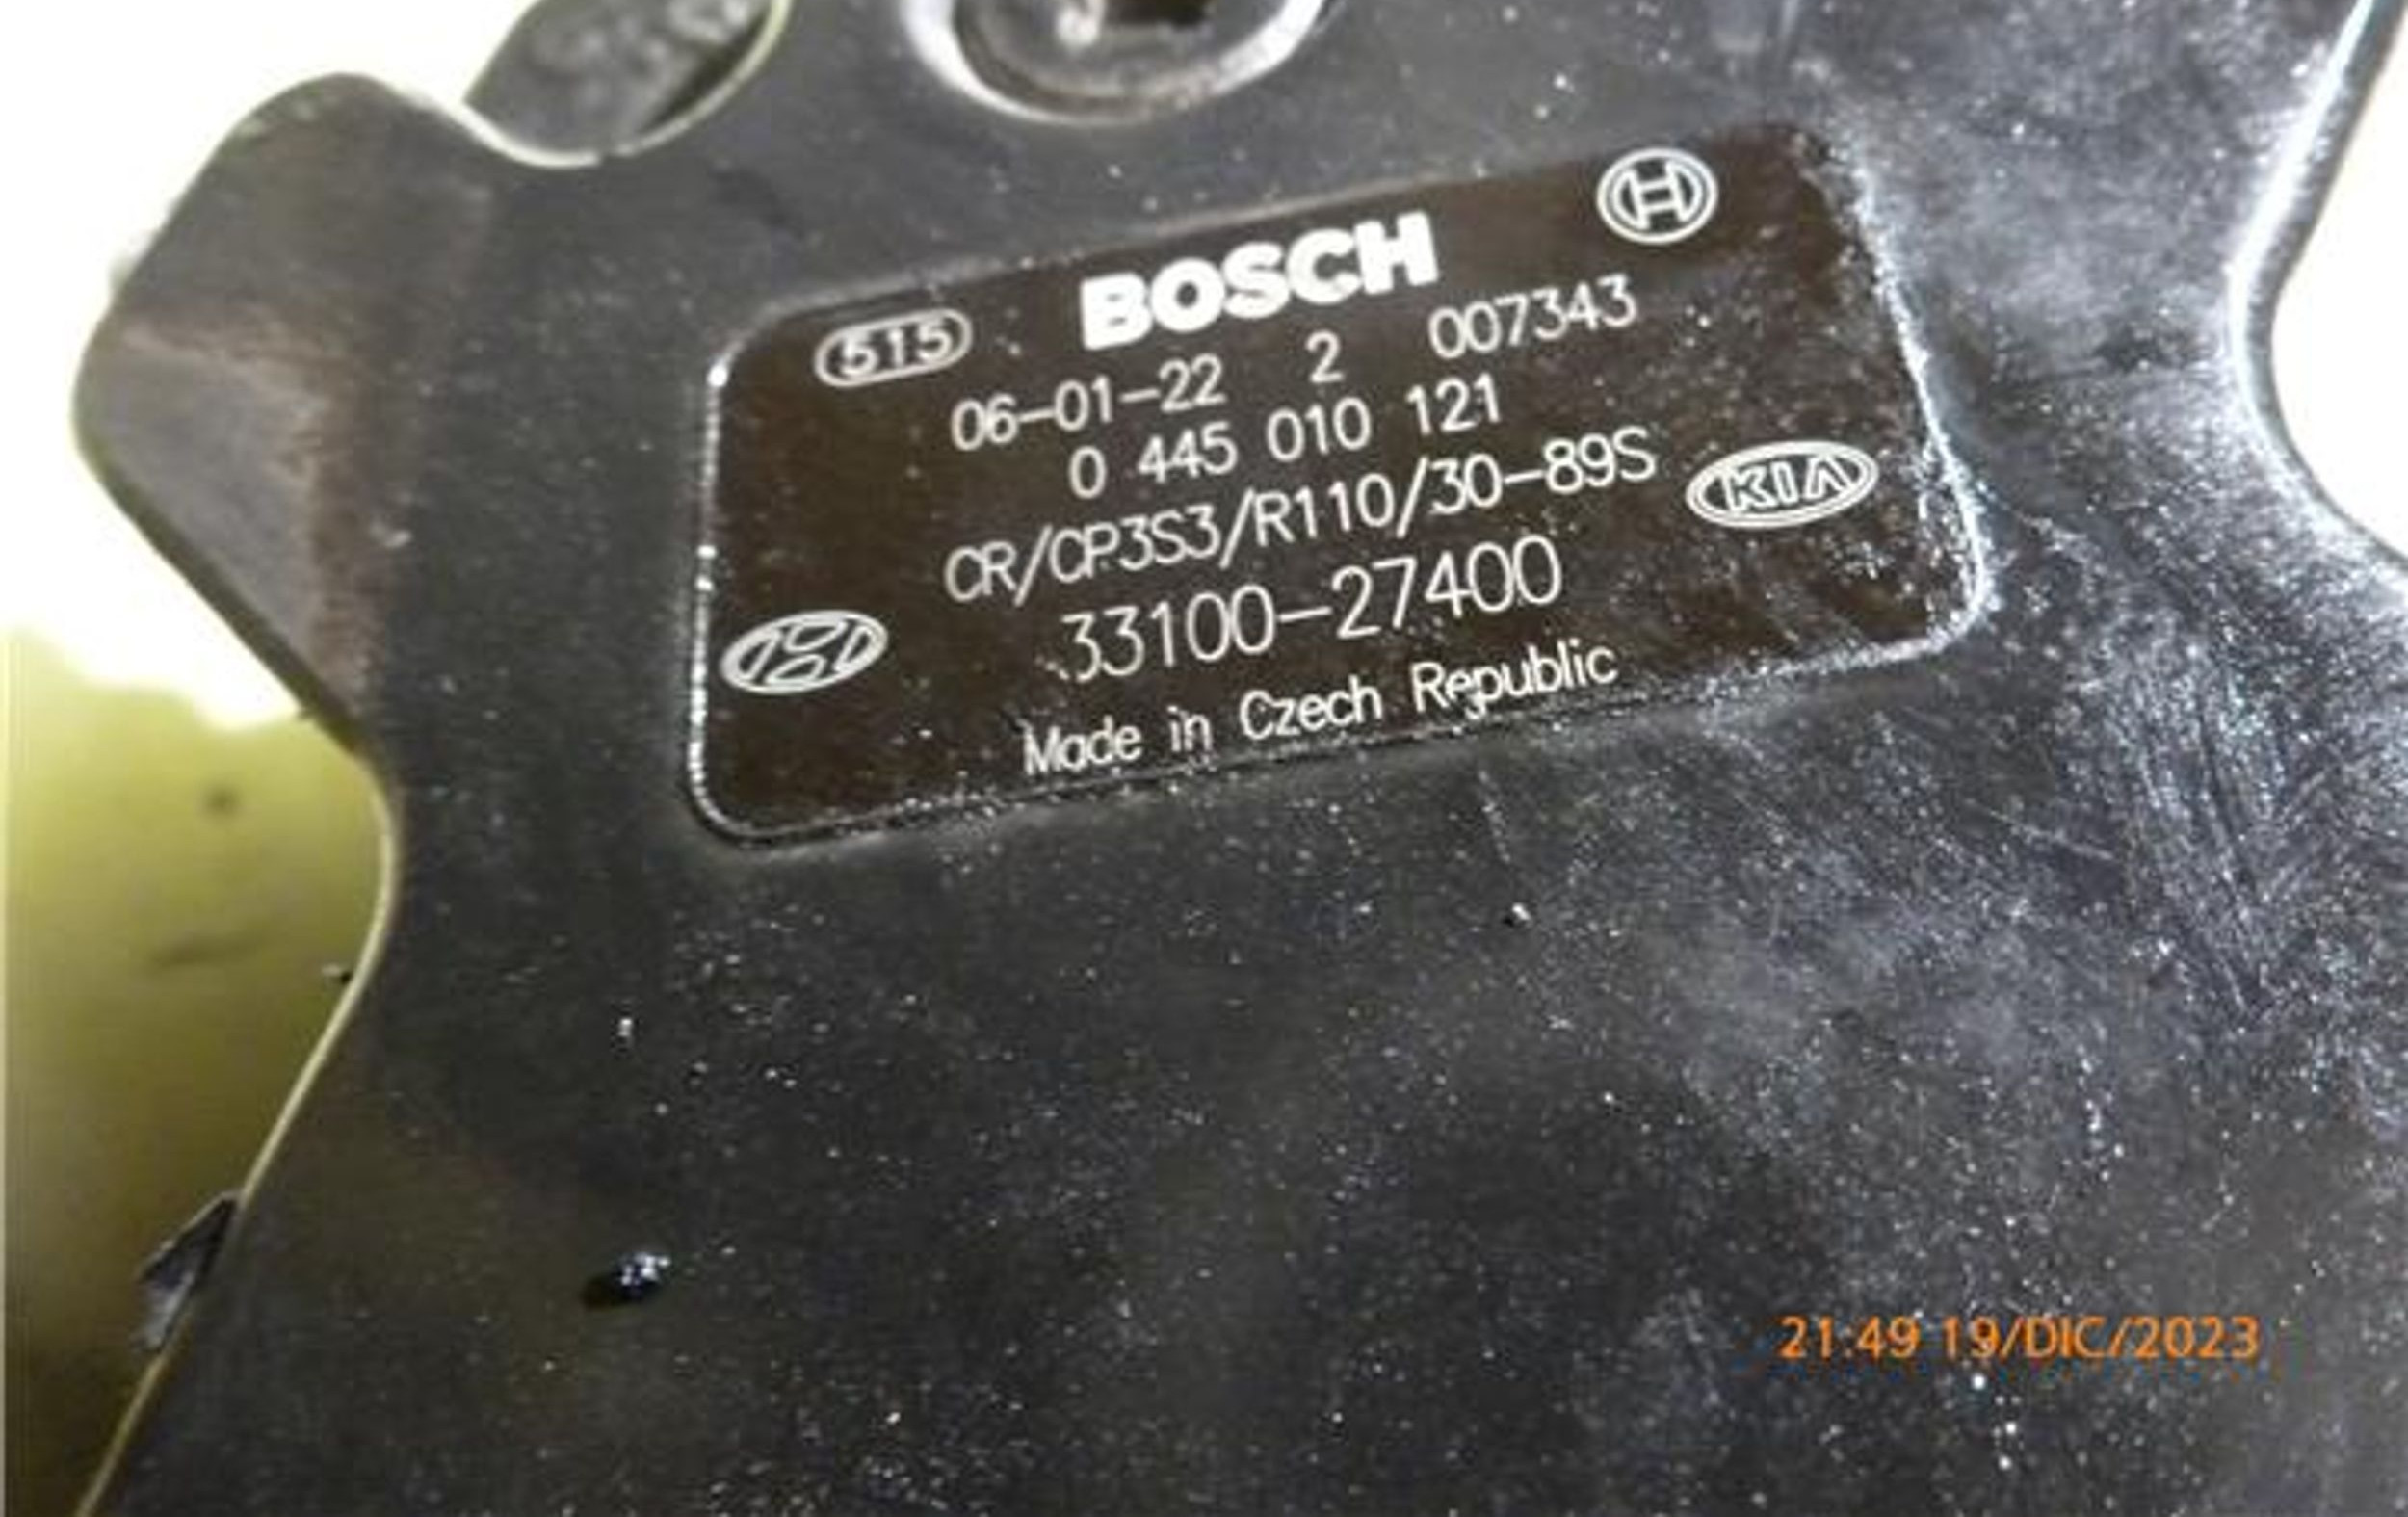 515 BOSCH
06-01-22 2 007343
0 445 010 121
CR/CP3S3/R110/30-89S
KIA
33100-27400
Made in Czech Republic
21:49 19/DIC/2023